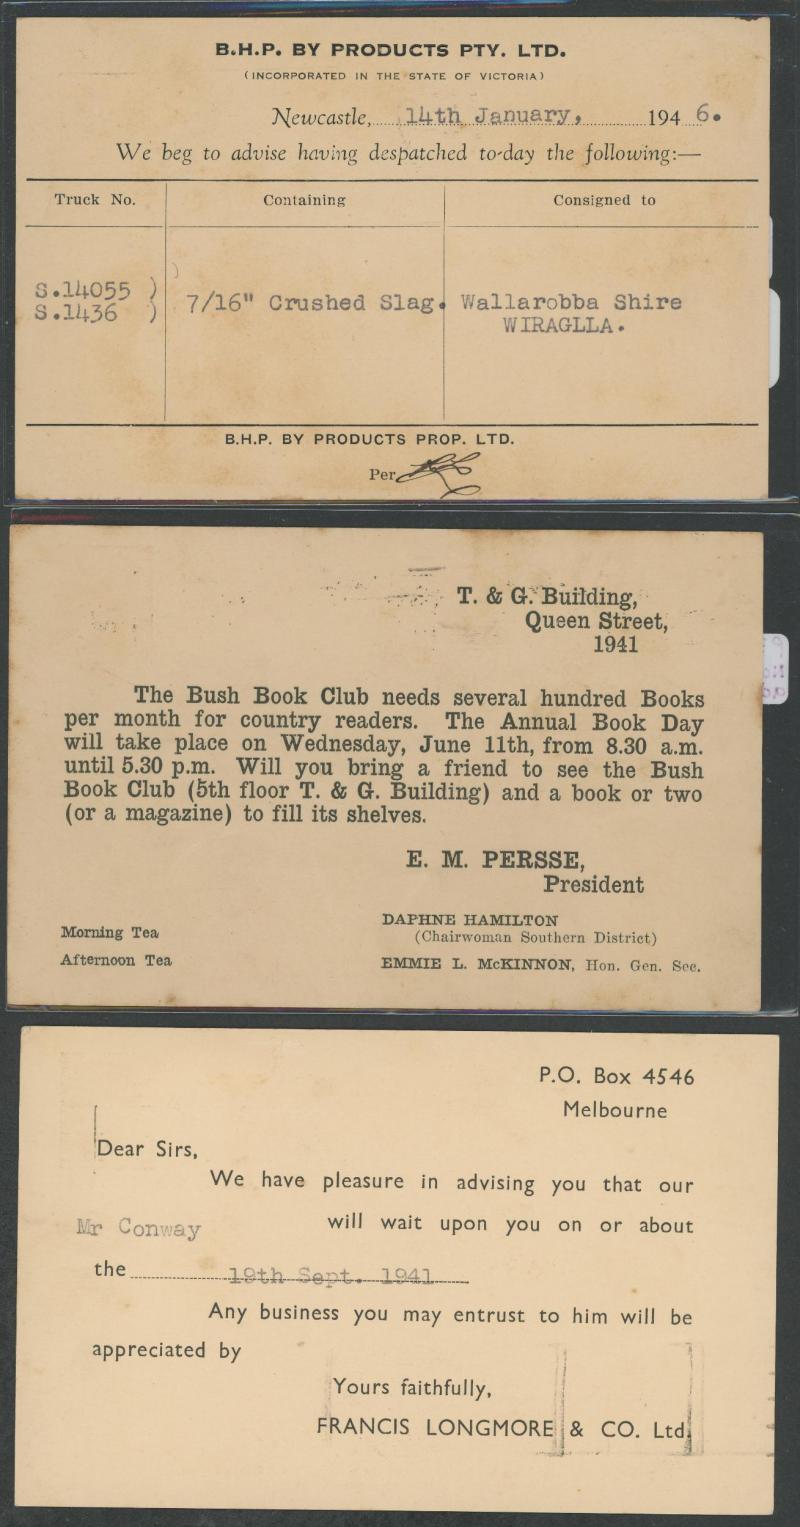 B.H.P. BY PRODUCTS PTY. LTD.
(INCORPORATED IN THE STATE OF VICTORIA)
Newcastle, 14th January, 1946.
We beg to advise having despatched to-day the following:—
Truck No. Containing Consigned to
S.14055 ) 7/16" Crushed Slag. Wallarobba Shire
S.1436 ) WIRAGLLA.
B.H.P. BY PRODUCTS PROP. LTD.
Per
T. & G. Building,
Queen Street,
1941
The Bush Book Club needs several hundred Books
per month for country readers. The Annual Book Day
will take place on Wednesday, June 11th, from 8.30 a.m.
until 5.30 p.m. Will you bring a friend to see the Bush
Book Club (5th floor T. & G. Building) and a book or two
(or a magazine) to fill its shelves.
E. M. PERSSE,
President
DAPHNE HAMILTON
Morning Tea (Chairwoman Southern District)
Afternoon Tea EMMIE L. McKINNON, Hon. Gen. Sec.
P.O. Box 4546
Melbourne
Dear Sirs,
We have pleasure in advising you that our
Mr Conway will wait upon you on or about
the 19th Sept. 1941
Any business you may entrust to him will be
appreciated by
Yours faithfully,
FRANCIS LONGMORE & CO. Ltd.